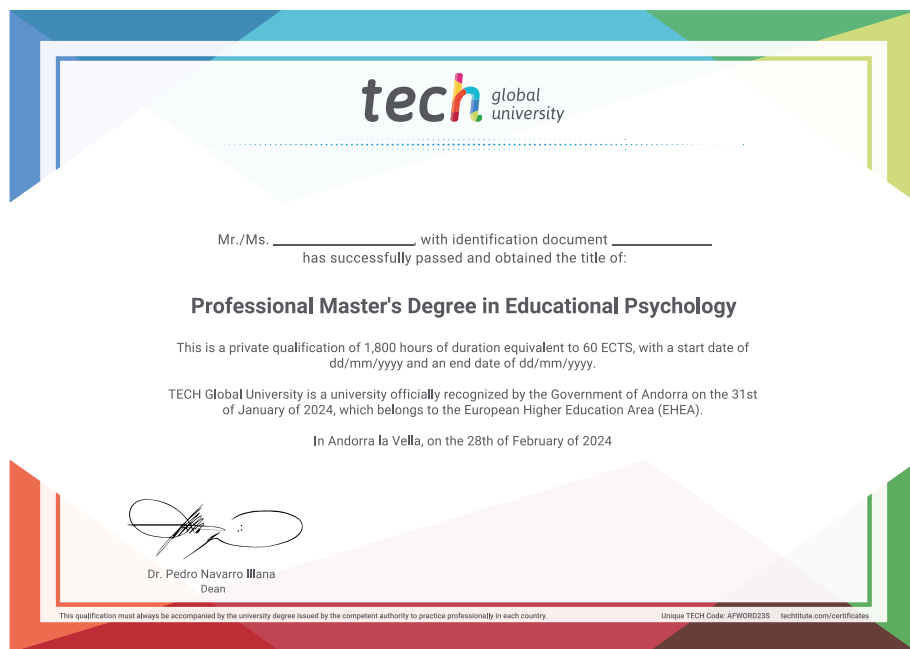 tech global university
Mr./Ms. ____________________, with identification document ______________
has successfully passed and obtained the title of:
Professional Master's Degree in Educational Psychology
This is a private qualification of 1,800 hours of duration equivalent to 60 ECTS, with a start date of
dd/mm/yyyy and an end date of dd/mm/yyyy.
TECH Global University is a university officially recognized by the Government of Andorra on the 31st
of January of 2024, which belongs to the European Higher Education Area (EHEA).
In Andorra la Vella, on the 28th of February of 2024
Dr. Pedro Navarro Illana
Dean
This qualification must always be accompanied by the university degree issued by the competent authority to practice professionally in each country.
Unique TECH Code: AFWORD23S techtitute.com/certificates